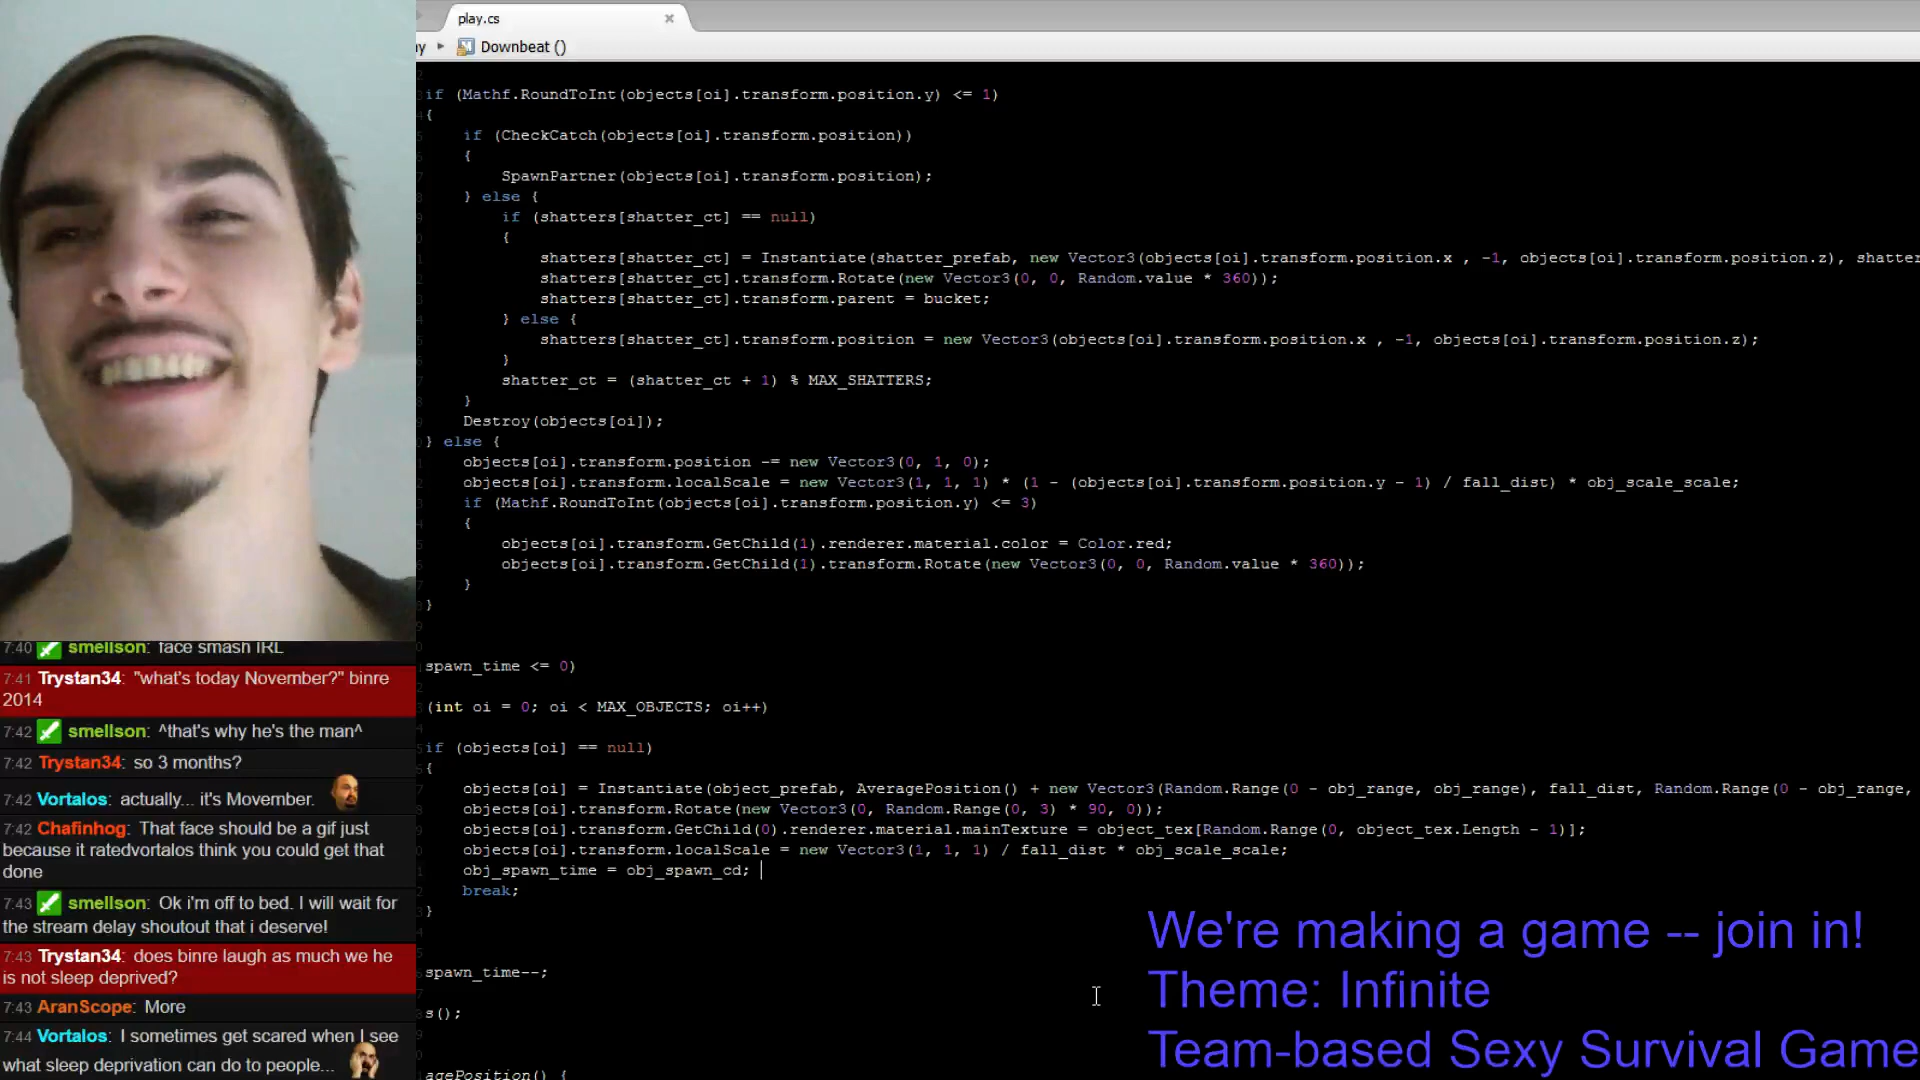 play.cs
Downbeat ()
if (Mathf.RoundToInt(objects[oi].transform.position.y) <= 1)
{
if (CheckCatch(objects[oi].transform.position))
{
SpawnPartner(objects[oi].transform.position);
} else {
if (shatters[shatter_ct] == null)
{
shatters[shatter_ct] = Instantiate(shatter_prefab, new Vector3(objects[oi].transform.position.x , -1, objects[oi].transform.position.z), shatter
shatters[shatter_ct].transform.Rotate(new Vector3(0, 0, Random.value * 360));
shatters[shatter_ct].transform.parent = bucket;
} else {
shatters[shatter_ct].transform.position = new Vector3(objects[oi].transform.position.x , -1, objects[oi].transform.position.z);
}
shatter_ct = (shatter_ct + 1) % MAX_SHATTERS;
}
Destroy(objects[oi]);
} else {
objects[oi].transform.position -= new Vector3(0, 1, 0);
objects[oi].transform.localScale = new Vector3(1, 1, 1) * (1 - (objects[oi].transform.position.y - 1) / fall_dist) * obj_scale_scale;
if (Mathf.RoundToInt(objects[oi].transform.position.y) <= 3)
{
objects[oi].transform.GetChild(1).renderer.material.color = Color.red;
objects[oi].transform.GetChild(1).transform.Rotate(new Vector3(0, 0, Random.value * 360));
}
}
spawn_time <= 0)
(int oi = 0; oi < MAX_OBJECTS; oi++)
if (objects[oi] == null)
{
objects[oi] = Instantiate(object_prefab, AveragePosition() + new Vector3(Random.Range(0 - obj_range, obj_range), fall_dist, Random.Range(0 - obj_range,
objects[oi].transform.Rotate(new Vector3(0, Random.Range(0, 3) * 90, 0));
objects[oi].transform.GetChild(0).renderer.material.mainTexture = object_tex[Random.Range(0, object_tex.Length - 1)];
objects[oi].transform.localScale = new Vector3(1, 1, 1) / fall_dist * obj_scale_scale;
obj_spawn_time = obj_spawn_cd;
break;
}
spawn_time--;
s();
agePosition() {
7:40 smellson: face smash IRL
7:41 Trystan34: "what's today November?" binre
2014
7:42 smellson: ^that's why he's the man^
7:42 Trystan34: so 3 months?
7:42 Vortalos: actually... it's Movember.
7:42 Chafinhog: That face should be a gif just
because it ratedvortalos think you could get that
done
7:43 smellson: Ok i'm off to bed. I will wait for
the stream delay shoutout that i deserve!
7:43 Trystan34: does binre laugh as much we he
is not sleep deprived?
7:43 AranScope: More
7:44 Vortalos: I sometimes get scared when I see
what sleep deprivation can do to people...
We're making a game -- join in!
Theme: Infinite
Team-based Sexy Survival Game